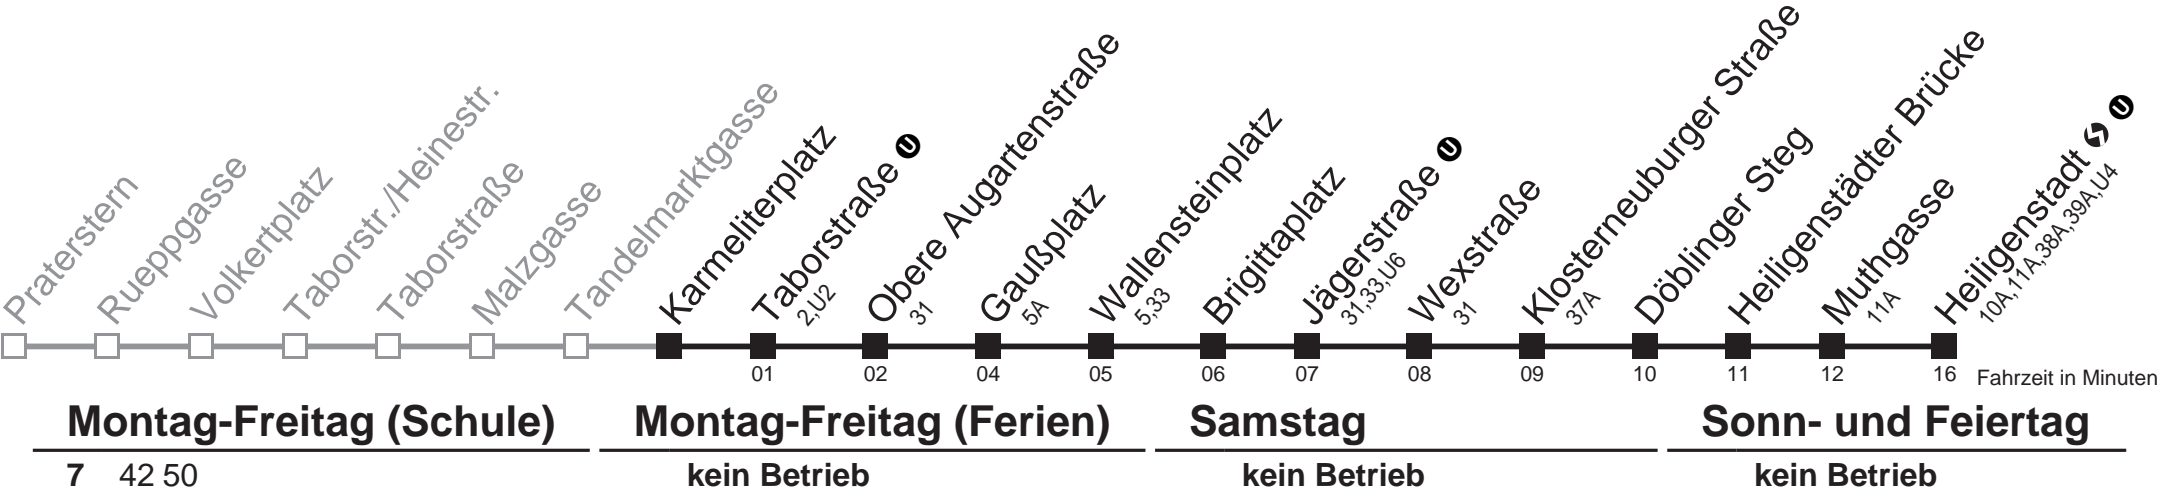 Praterstern
Rueppgasse
Volkertplatz
Taborstr./Heinestr.
Taborstraße
Malzgasse
Tandelmarktgasse
Karmeliterplatz
Taborstraße U
2,U2
Obere Augartenstraße
31
Gaußplatz
5A
Wallensteinplatz
5,33
Brigittaplatz
Jägerstraße U
31,33,U6
Wexstraße
31
Klosterneuburger Straße
37A
Döblinger Steg
Heiligenstädter Brücke
Muthgasse
11A
Heiligenstadt U
10A,11A,38A,39A,U4
01 02 04 05 06 07 08 09 10 11 12 16 Fahrzeit in Minuten
Montag-Freitag (Schule) Montag-Freitag (Ferien) Samstag Sonn- und Feiertag
7 42 50 kein Betrieb kein Betrieb kein Betrieb